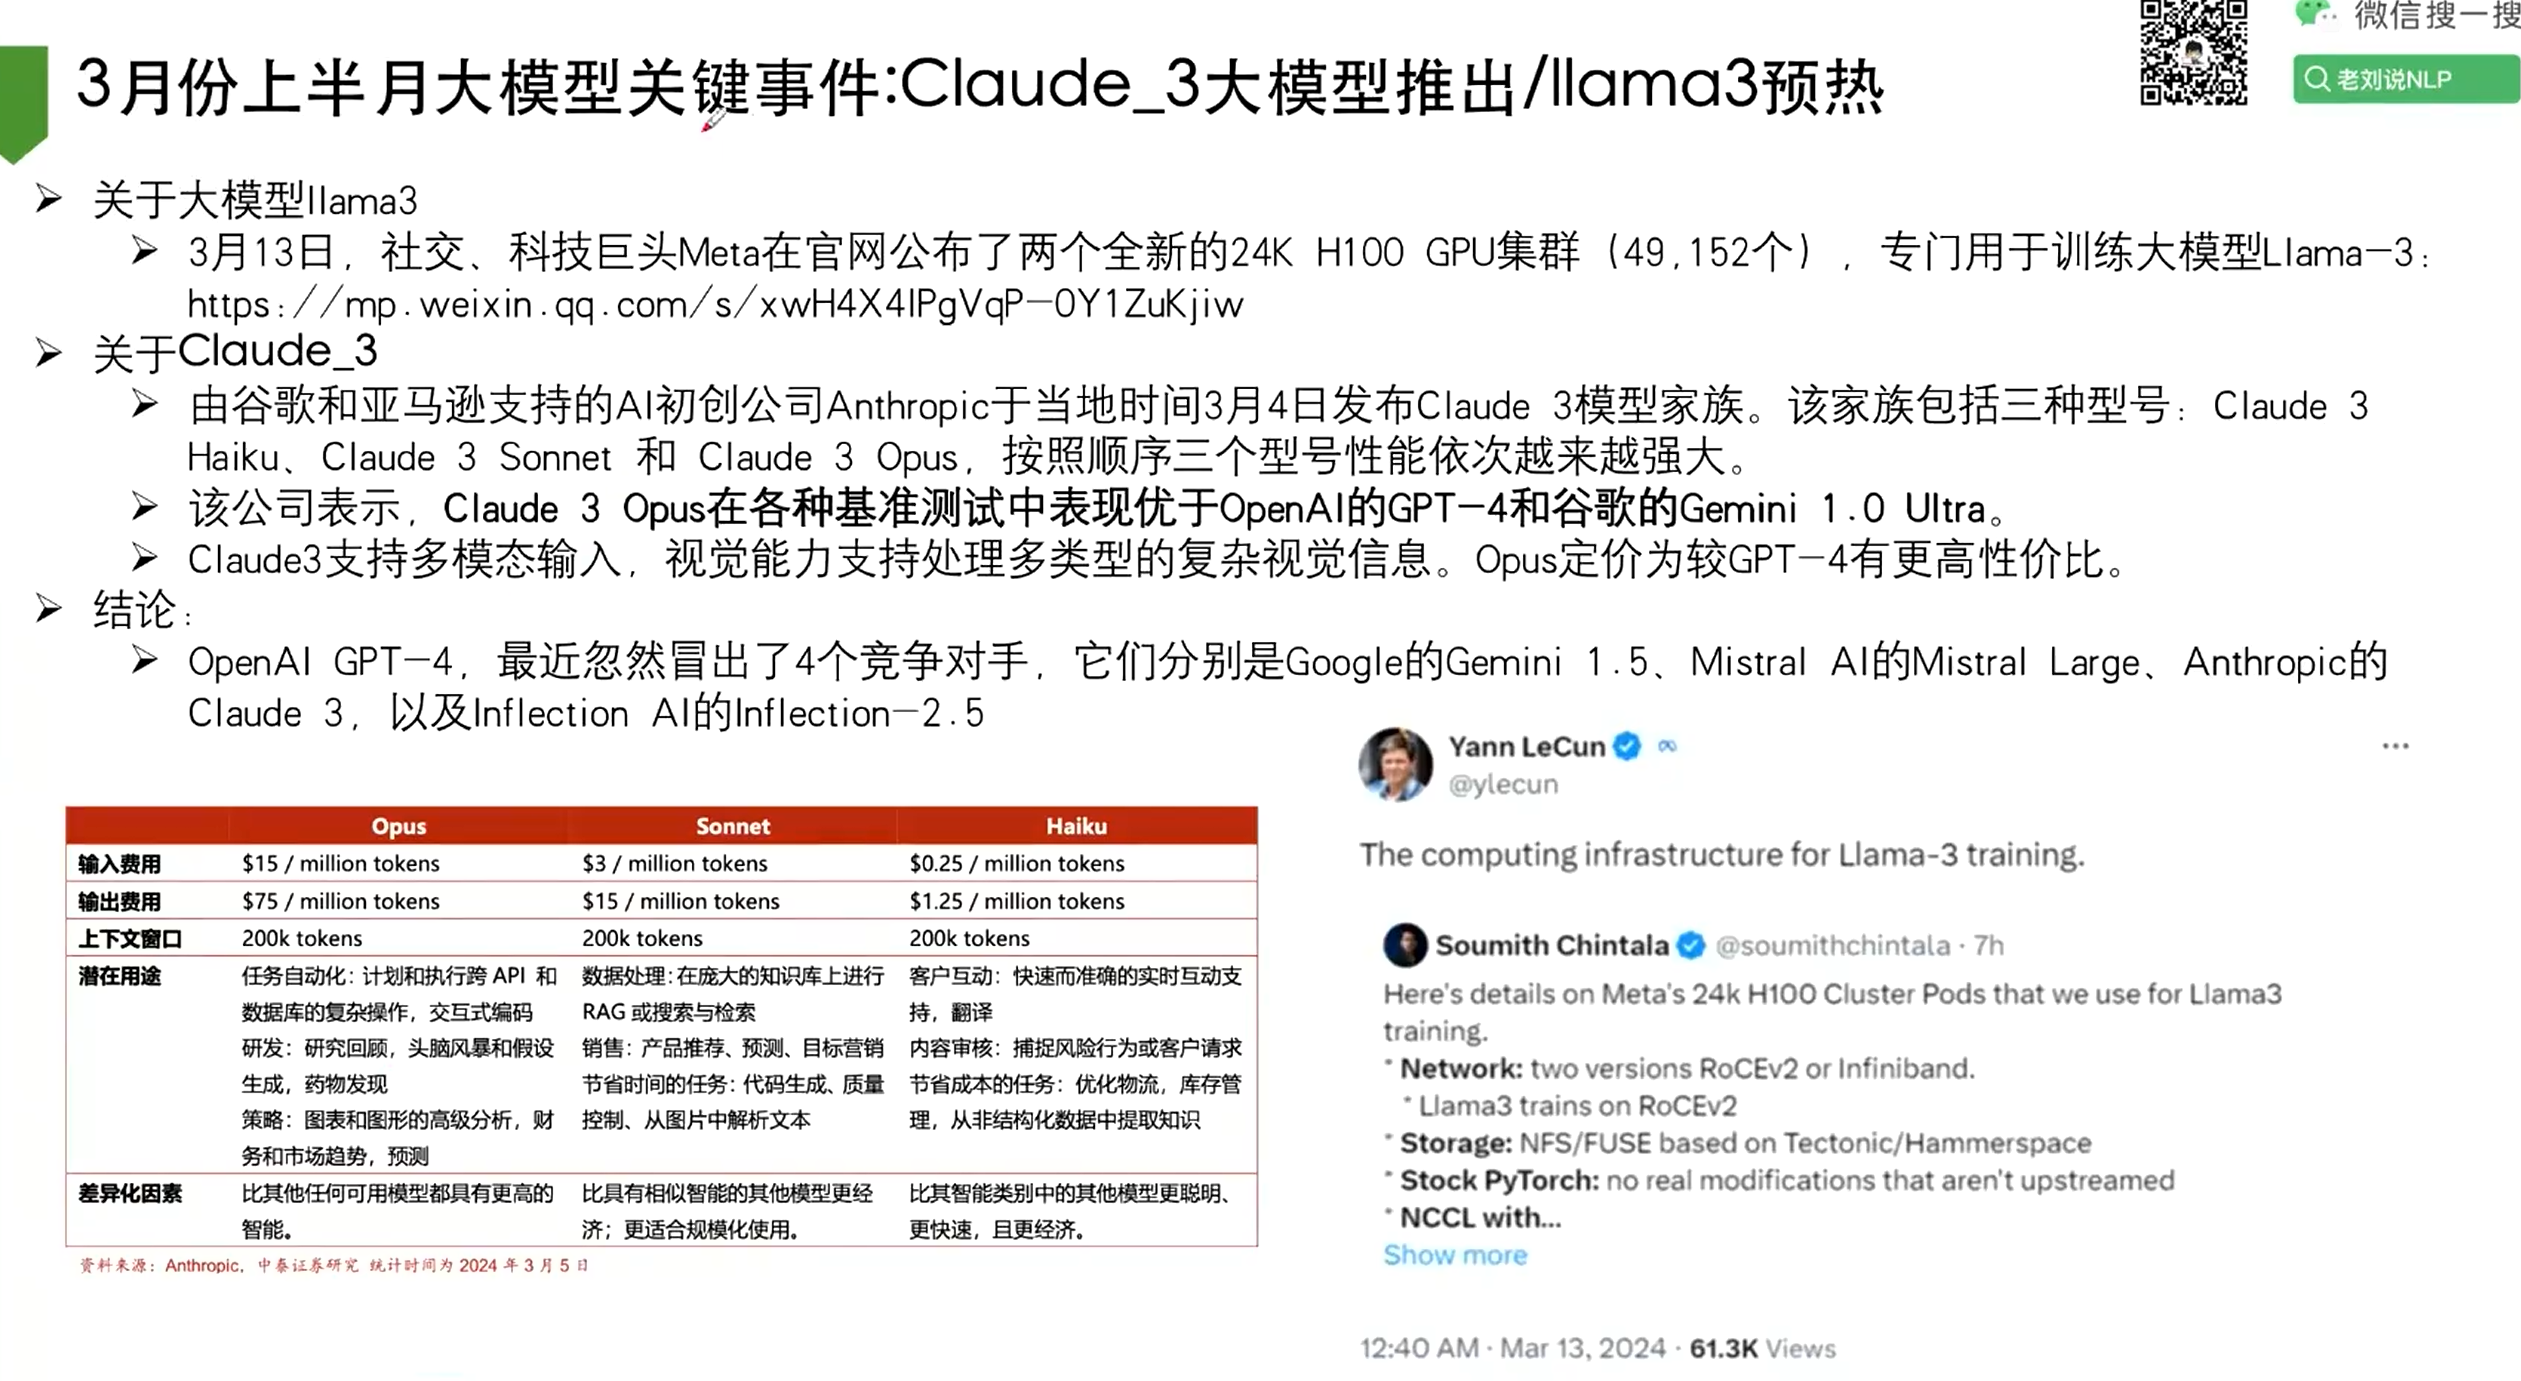 微信搜一搜
老刘说NLP
3月份上半月大模型关键事件:Claude_3大模型推出/llama3预热
➢ 关于大模型llama3
➢ 3月13日，社交、科技巨头Meta在官网公布了两个全新的24K H100 GPU集群（49,152个），专门用于训练大模型Llama-3:
https://mp.weixin.qq.com/s/xwH4X4IPgVqP-0Y1ZuKjiw
➢ 关于Claude_3
➢ 由谷歌和亚马逊支持的AI初创公司Anthropic于当地时间3月4日发布Claude 3模型家族。该家族包括三种型号: Claude 3
Haiku、Claude 3 Sonnet 和 Claude 3 Opus，按照顺序三个型号性能依次越来越强大。
➢ 该公司表示，Claude 3 Opus在各种基准测试中表现优于OpenAI的GPT-4和谷歌的Gemini 1.0 Ultra。
➢ Claude3支持多模态输入，视觉能力支持处理多类型的复杂视觉信息。Opus定价为较GPT-4有更高性价比。
➢ 结论:
➢ OpenAI GPT-4，最近忽然冒出了4个竞争对手，它们分别是Google的Gemini 1.5、Mistral AI的Mistral Large、Anthropic的
Claude 3，以及Inflection AI的Inflection-2.5
Opus Sonnet Haiku
输入费用 $15 / million tokens $3 / million tokens $0.25 / million tokens
输出费用 $75 / million tokens $15 / million tokens $1.25 / million tokens
上下文窗口 200k tokens 200k tokens 200k tokens
潜在用途 任务自动化：计划和执行跨 API 和 数据处理：在庞大的知识库上进行 客户互动：快速而准确的实时互动支
数据库的复杂操作，交互式编码 RAG 或搜索与检索 持，翻译
研发：研究回顾，头脑风暴和假设 销售：产品推荐、预测、目标营销 内容审核：捕捉风险行为或客户请求
生成，药物发现 节省时间的任务：代码生成、质量 节省成本的任务：优化物流，库存管
策略：图表和图形的高级分析，财 控制、从图片中解析文本 理，从非结构化数据中提取知识
务和市场趋势，预测
差异化因素 比其他任何可用模型都具有更高的 比具有相似智能的其他模型更经 比其智能类别中的其他模型更聪明、
智能。 济；更适合规模化使用。 更快速，且更经济。
资料来源：Anthropic，中泰证券研究 统计时间为 2024 年 3 月 5 日
Yann LeCun
@ylecun
The computing infrastructure for Llama-3 training.
Soumith Chintala @soumithchintala · 7h
Here's details on Meta's 24k H100 Cluster Pods that we use for Llama3
training.
* Network: two versions RoCEv2 or Infiniband.
* Llama3 trains on RoCEv2
* Storage: NFS/FUSE based on Tectonic/Hammerspace
* Stock PyTorch: no real modifications that aren't upstreamed
* NCCL with...
Show more
12:40 AM · Mar 13, 2024 · 61.3K Views